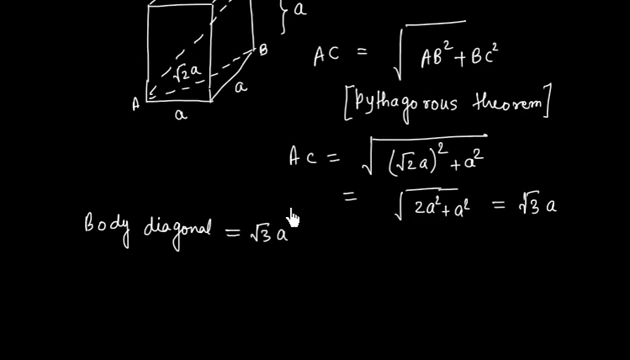 a
B
√2a
A
a
a
AC = √AB² + BC²
[Pythagorous theorem]
AC = √(√2a)² + a²
= √2a² + a² = √3 a
Body diagonal = √3 a